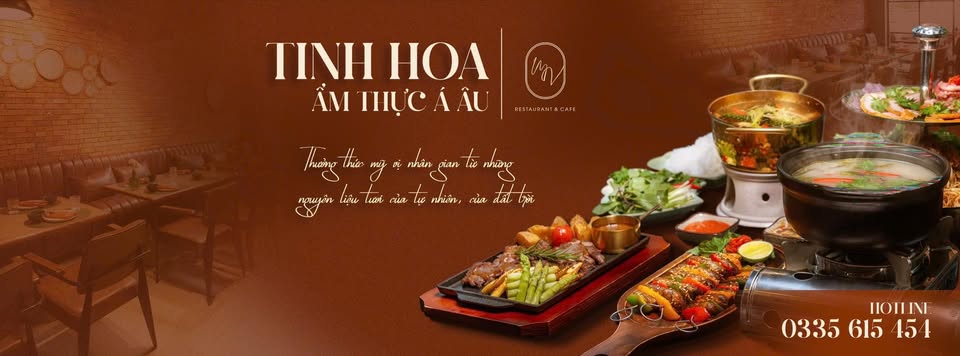 TINH HOA
ẨM THỰC Á ÂU
RESTAURANT & CAFE
Thưởng thức mỹ vị nhân gian từ những
nguyên liệu tươi của tự nhiên, của đất trời
HOTLINE
0335 615 454